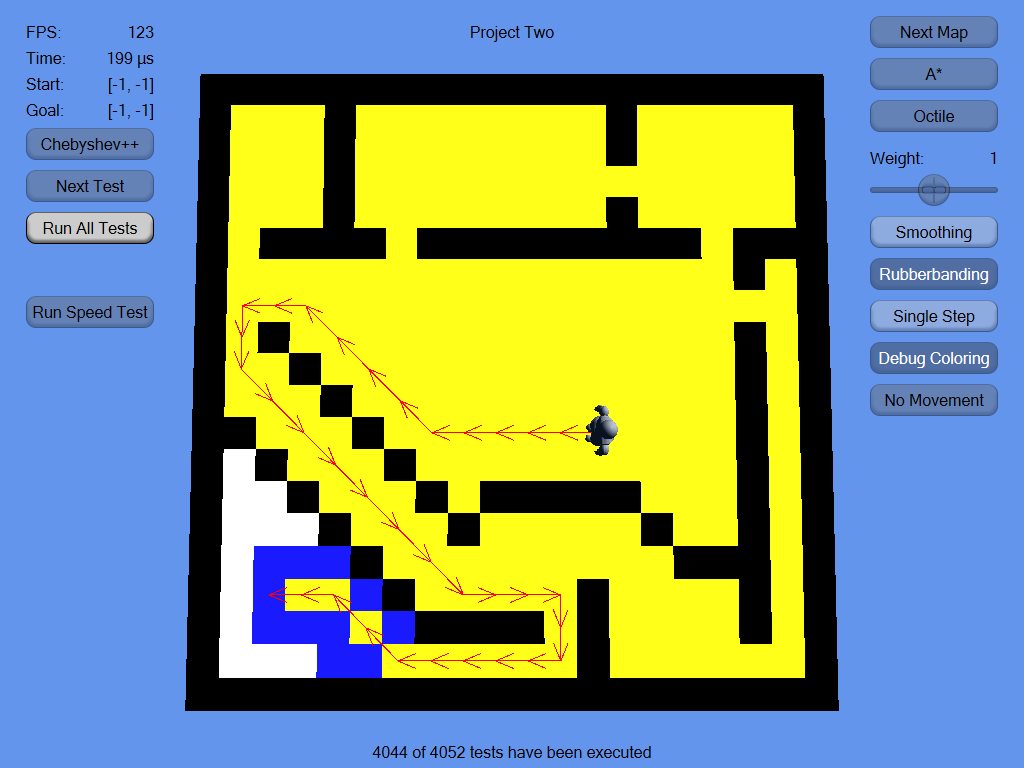 FPS: 123
Time: 199 µs
Start: [-1, -1]
Goal: [-1, -1]
Chebyshev++
Next Test
Run All Tests
Run Speed Test
Project Two
Next Map
A*
Octile
Weight: 1
Smoothing
Rubberbanding
Single Step
Debug Coloring
No Movement
4044 of 4052 tests have been executed